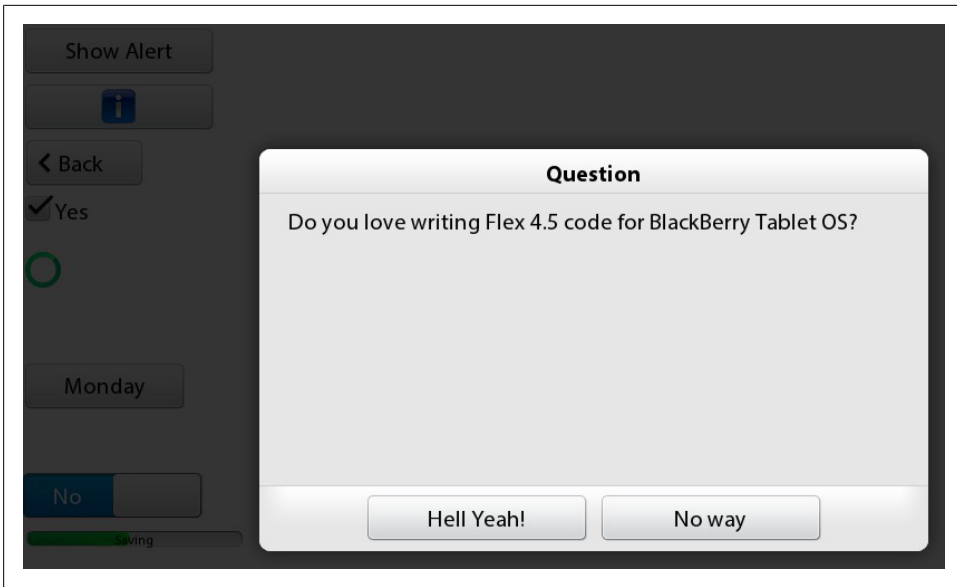 Show Alert
i
Back
Yes
Monday
No
Saving
Question
Do you love writing Flex 4.5 code for BlackBerry Tablet OS?
Hell Yeah!
No way